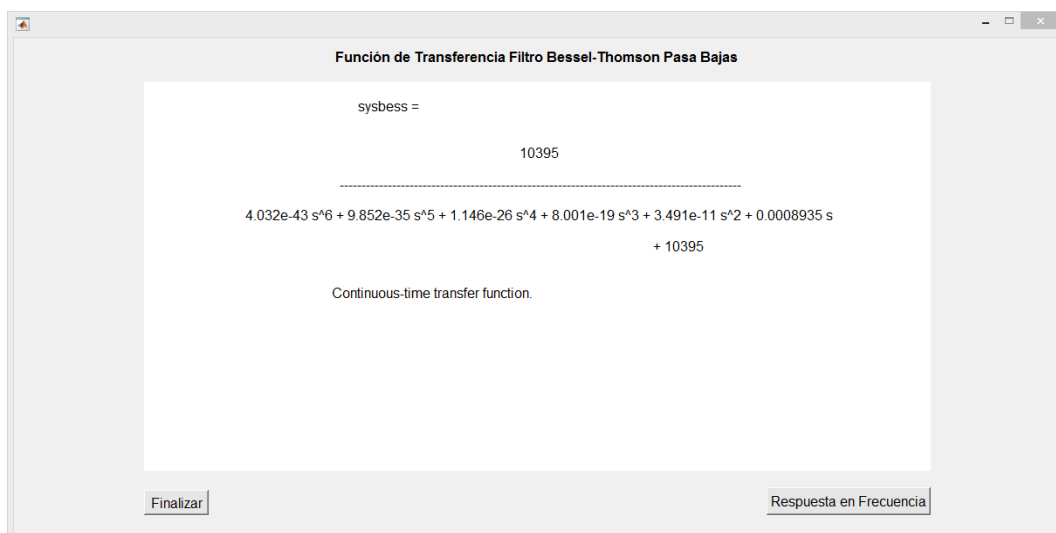 Función de Transferencia Filtro Bessel-Thomson Pasa Bajas
sysbess =
10395
---------------------------------------------------------------------------------------------
4.032e-43 s^6 + 9.852e-35 s^5 + 1.146e-26 s^4 + 8.001e-19 s^3 + 3.491e-11 s^2 + 0.0008935 s
+ 10395
Continuous-time transfer function.
Finalizar
Respuesta en Frecuencia